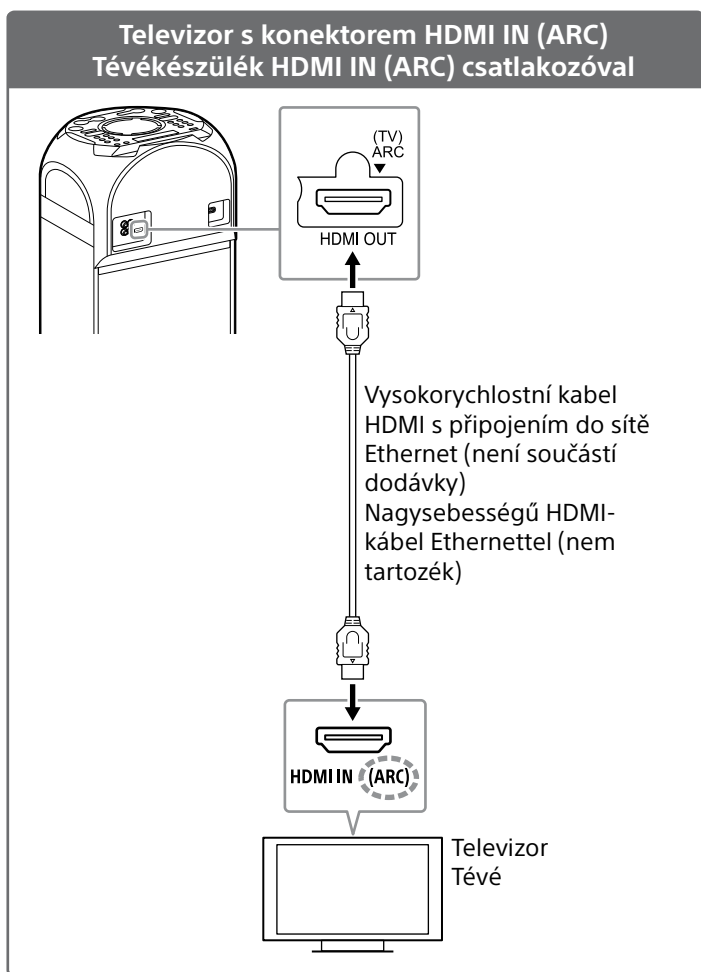 Televizor s konektorem HDMI IN (ARC)
Tévékészülék HDMI IN (ARC) csatlakozóval
(TV)
ARC
HDMI OUT
Vysokorychlostní kabel
HDMI s připojením do sítě
Ethernet (není součástí
dodávky)
Nagysebességű HDMI-
kábel Ethernettel (nem
tartozék)
HDMI IN (ARC)
Televizor
Tévé